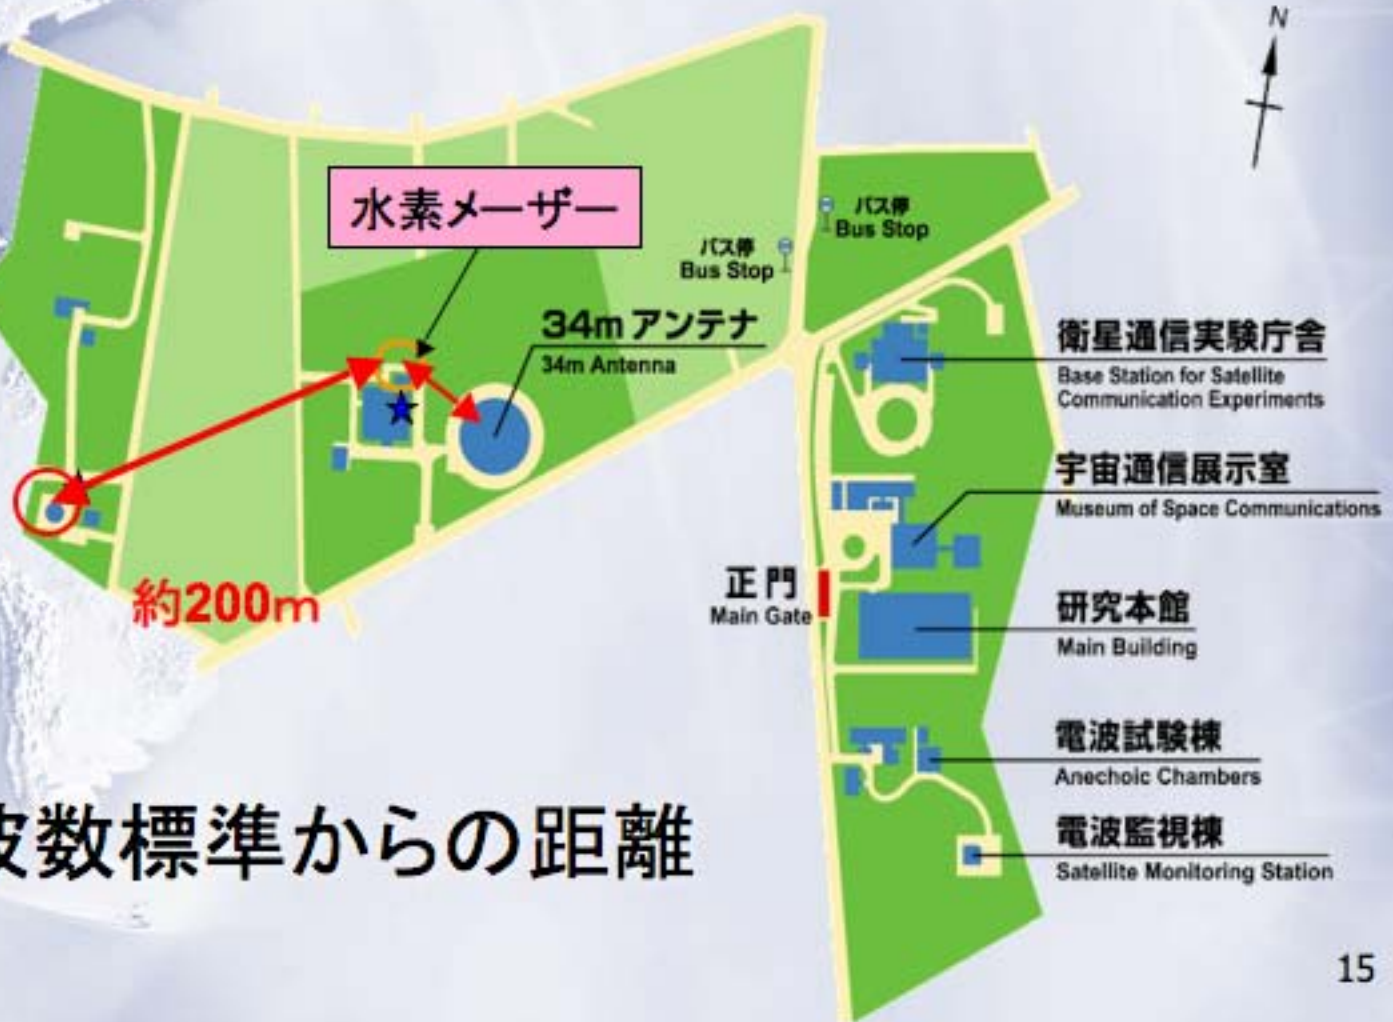 N
水素メーザー
バス停
Bus Stop
バス停
Bus Stop
34mアンテナ
34m Antenna
衛星通信実験庁舎
Base Station for Satellite
Communication Experiments
宇宙通信展示室
Museum of Space Communications
約200m
正門
Main Gate
研究本館
Main Building
電波試験棟
Anechoic Chambers
電波監視棟
Satellite Monitoring Station
波数標準からの距離
15